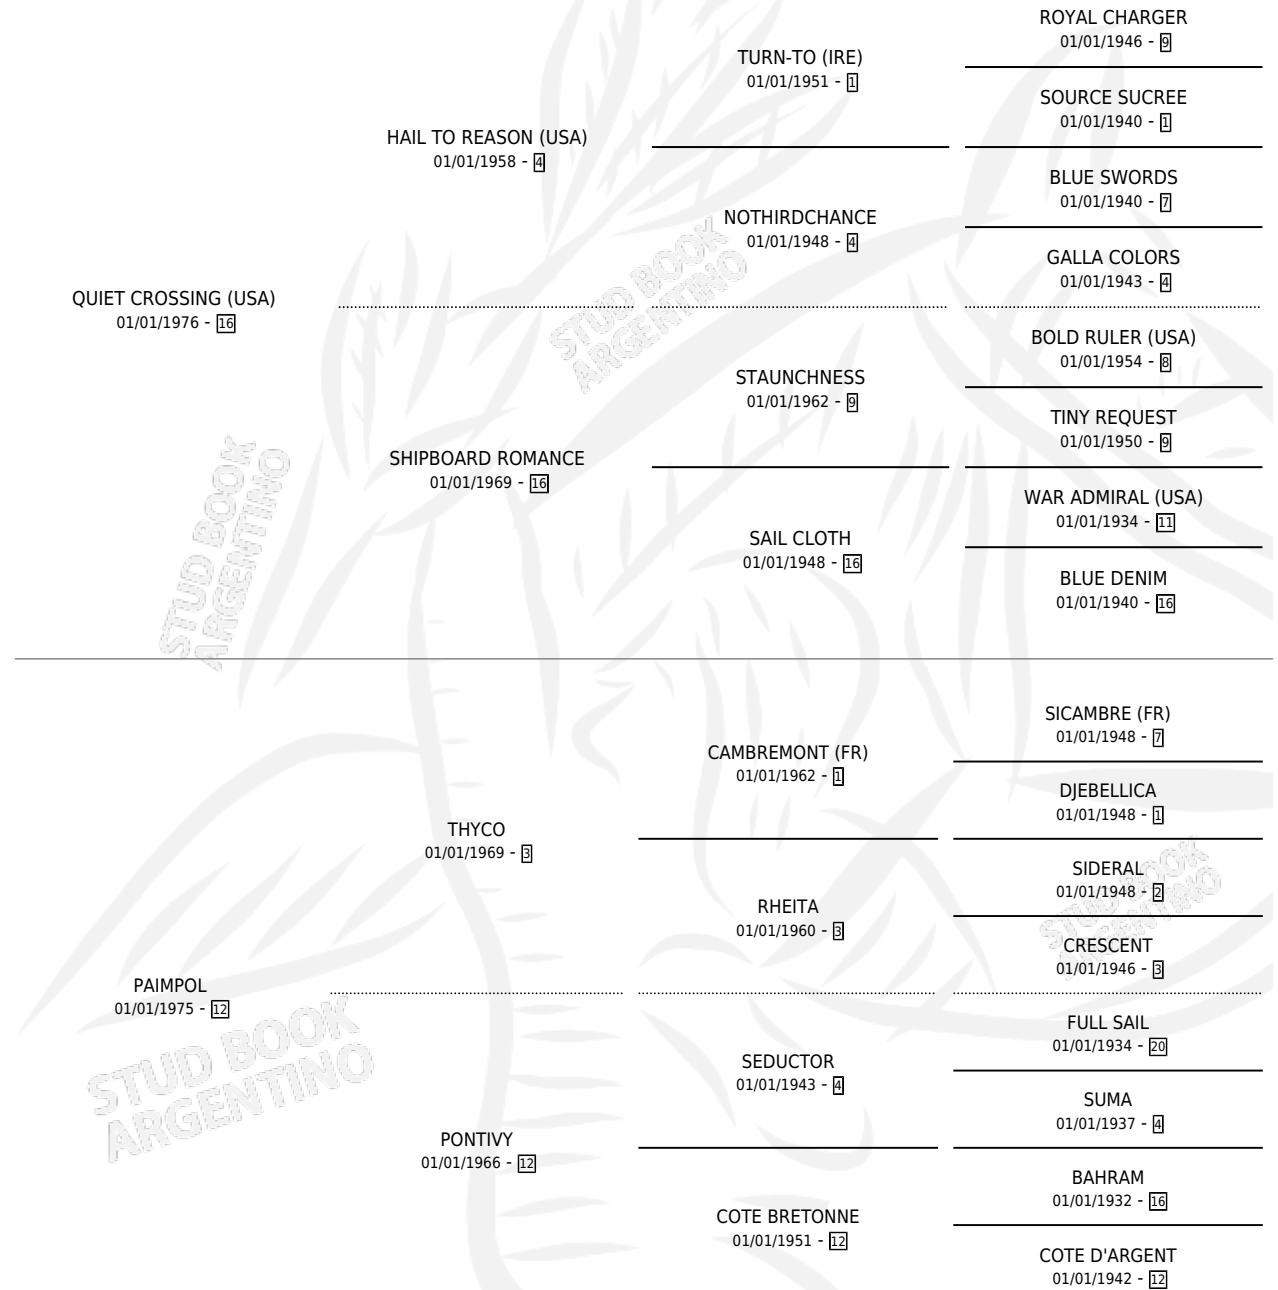 ROYAL CHARGER
01/01/1946 - 9
TURN-TO (IRE)
01/01/1951 - 1
SOURCE SUCREE
01/01/1940 - 1
HAIL TO REASON (USA)
01/01/1958 - 4
BLUE SWORDS
01/01/1940 - 7
NOTHIRDCHANCE
01/01/1948 - 4
GALLA COLORS
01/01/1943 - 4
QUIET CROSSING (USA)
01/01/1976 - 16
STUD BOOK
ARGENTINO
BOLD RULER (USA)
01/01/1954 - 8
STAUNCHNESS
01/01/1962 - 9
TINY REQUEST
01/01/1950 - 9
SHIPBOARD ROMANCE
01/01/1969 - 16
WAR ADMIRAL (USA)
01/01/1934 - 11
SAIL CLOTH
01/01/1948 - 16
BLUE DENIM
01/01/1940 - 16
STUD BOOK
ARGENTINO
SICAMBRE (FR)
01/01/1948 - 7
CAMBREMONT (FR)
01/01/1962 - 1
DJEBELLICA
01/01/1948 - 1
THYCO
01/01/1969 - 3
SIDERAL
01/01/1948 - 2
RHEITA
01/01/1960 - 3
CRESCENT
01/01/1946 - 3
STUD BOOK
ARGENTINO
PAIMPOL
01/01/1975 - 12
FULL SAIL
01/01/1934 - 20
SEDUCTOR
01/01/1943 - 4
SUMA
01/01/1937 - 4
STUD BOOK
ARGENTINO
PONTIVY
01/01/1966 - 12
BAHRAM
01/01/1932 - 16
COTE BRETONNE
01/01/1951 - 12
COTE D'ARGENT
01/01/1942 - 12